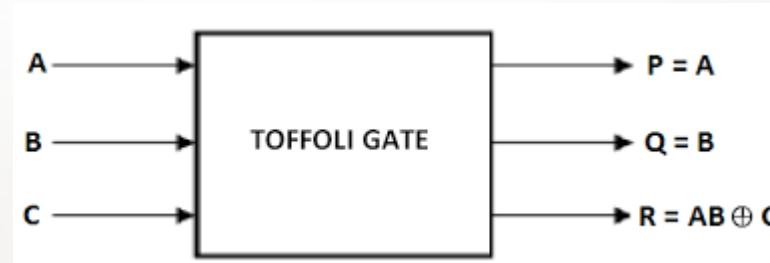 A
B
C
TOFFOLI GATE
P = A
Q = B
R = AB ⊕ C